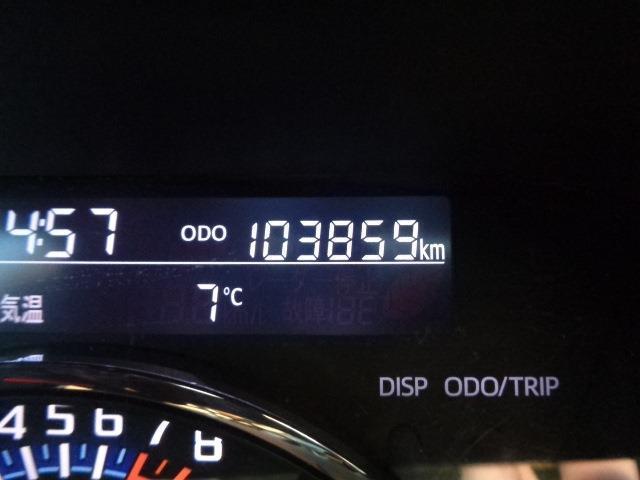 4:57 ODO 103859km
気温 7°C
DISP ODO/TRIP
4 5 6 7 8